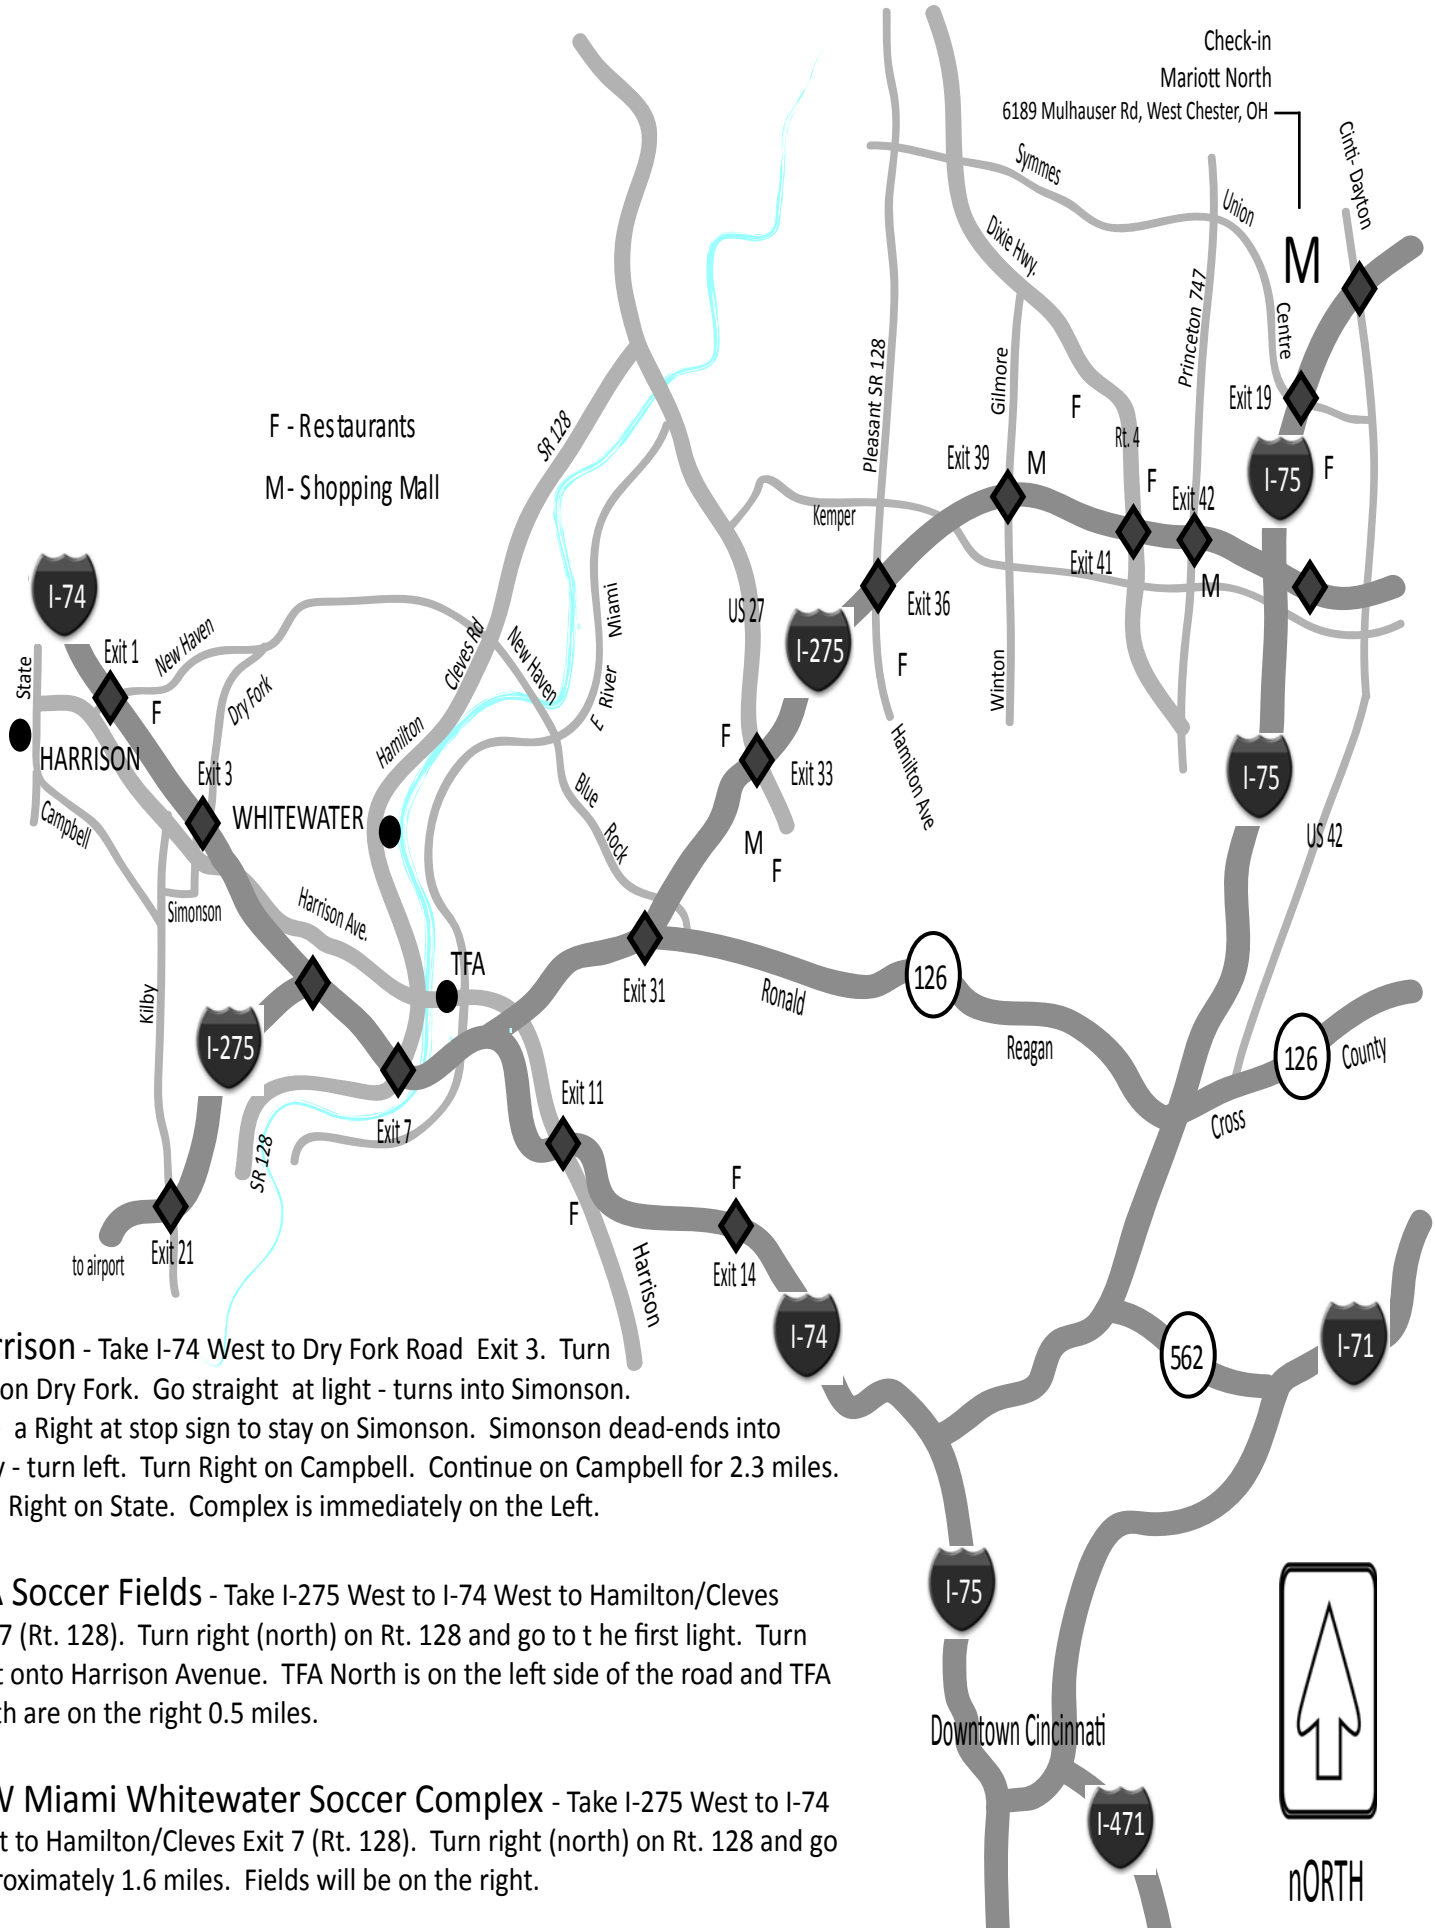 Check-in
Mariott North
6189 Mulhauser Rd, West Chester, OH
Cinti- Dayton
Symmes
Union
Dixie Hwy.
M
Princeton 747
Centre
Pleasant SR 128
Gilmore
Exit 19
F
F - Restaurants
SR 128
Rt. 4
M- Shopping Mall
Exit 39
M
F
Exit 42
I-75
F
Kemper
Exit 41
M
I-74
Exit 1
New Haven
Cleves Rd
New Haven
Miami
E River
US 27
I-275
Exit 36
F
Winton
State
F
Dry Fork
HARRISON
Exit 3
Hamilton
F
Exit 33
Hamilton Ave
I-75
Campbell
WHITEWATER
Blue
Rock
M
F
US 42
Simonson
Harrison Ave.
TFA
Exit 31
Ronald
126
Kilby
I-275
Reagan
126
County
Cross
Exit 11
Exit 7
SR 128
F
F
Exit 21
to airport
Harrison
Exit 14
I-74
562
I-71
rrison - Take I-74 West to Dry Fork Road Exit 3. Turn
on Dry Fork. Go straight at light - turns into Simonson.
a Right at stop sign to stay on Simonson. Simonson dead-ends into
y - turn left. Turn Right on Campbell. Continue on Campbell for 2.3 miles.
Right on State. Complex is immediately on the Left.
A Soccer Fields - Take I-275 West to I-74 West to Hamilton/Cleves
7 (Rt. 128). Turn right (north) on Rt. 128 and go to t he first light. Turn
t onto Harrison Avenue. TFA North is on the left side of the road and TFA
th are on the right 0.5 miles.
W Miami Whitewater Soccer Complex - Take I-275 West to I-74
t to Hamilton/Cleves Exit 7 (Rt. 128). Turn right (north) on Rt. 128 and go
roximately 1.6 miles. Fields will be on the right.
I-75
Downtown Cincinnati
I-471
nORTH